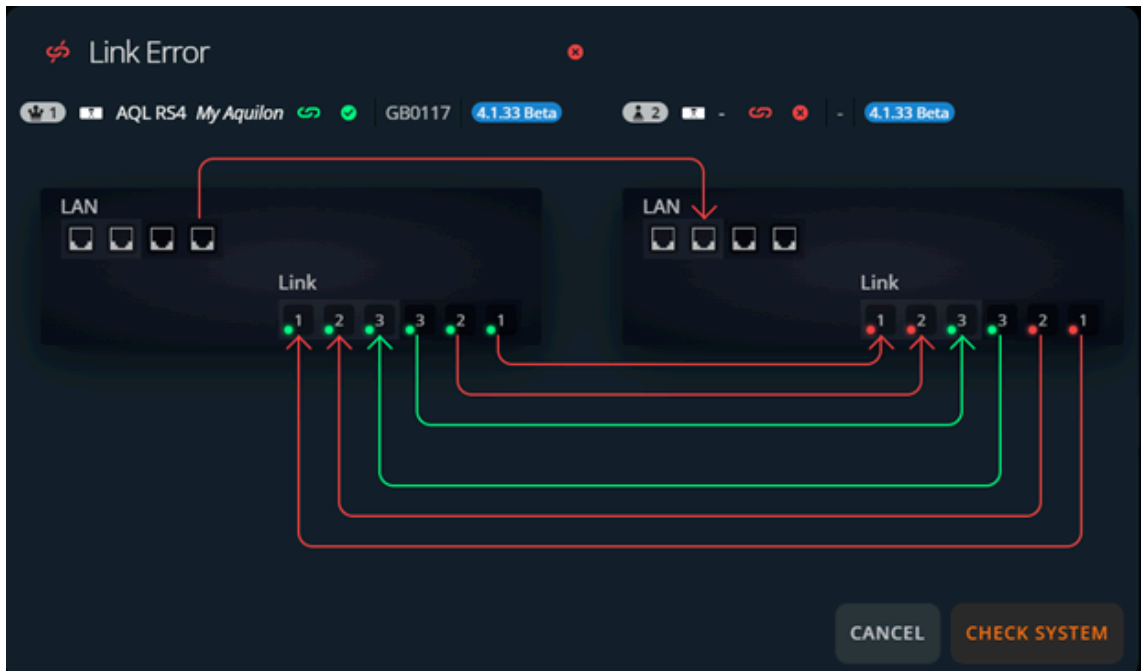 Link Error
1 AQL RS4 My Aquilon GB0117 4.1.33 Beta 2 - - 4.1.33 Beta
LAN LAN
Link Link
1 2 3 3 2 1 1 2 3 3 2 1
CANCEL CHECK SYSTEM